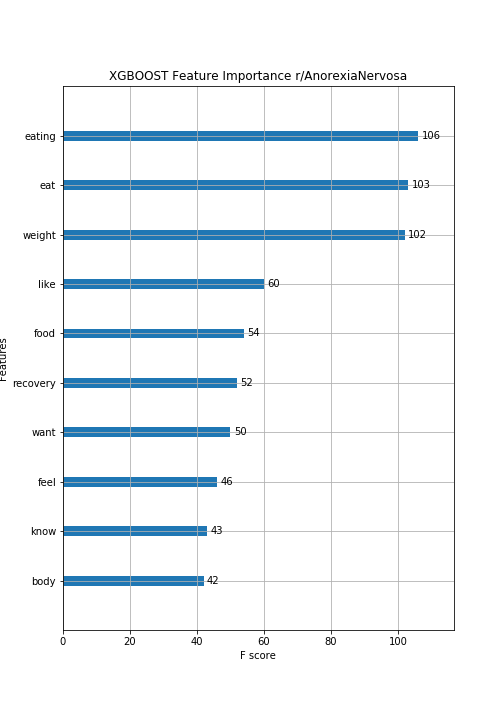 XGBOOST Feature Importance r/AnorexiaNervosa
eating 106
eat 103
weight 102
like 60
food 54
recovery 52
want 50
feel 46
know 43
body 42
Features
0 20 40 60 80 100
F score